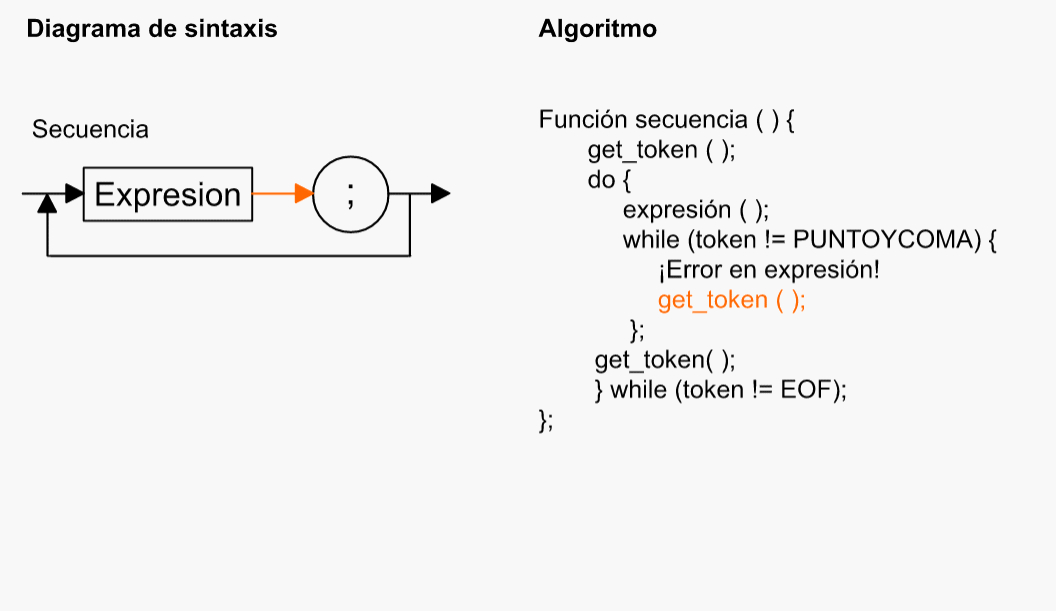 Diagrama de sintaxis
Secuencia
Expresion
;
Algoritmo
Función secuencia ( ) {
get_token ( );
do {
expresión ( );
while (token != PUNTOYCOMA) {
¡Error en expresión!
get_token ( );
};
get_token( );
} while (token != EOF);
};